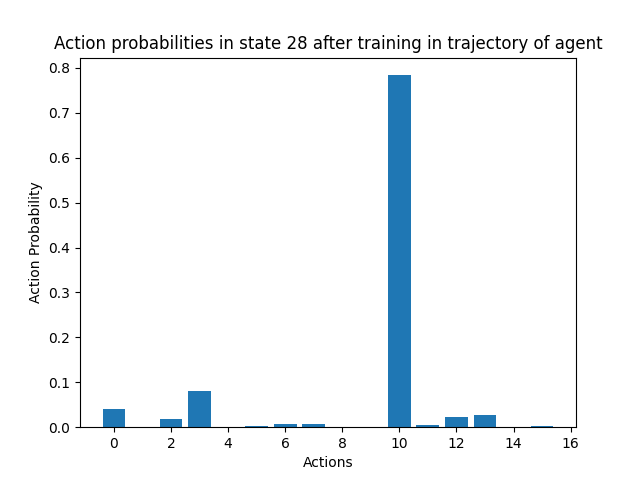 Action probabilities in state 28 after training in trajectory of agent
0.8
0.7
0.6
0.5
0.4
0.3
0.2
0.1
0.0
Action Probability
0 2 4 6 8 10 12 14 16
Actions